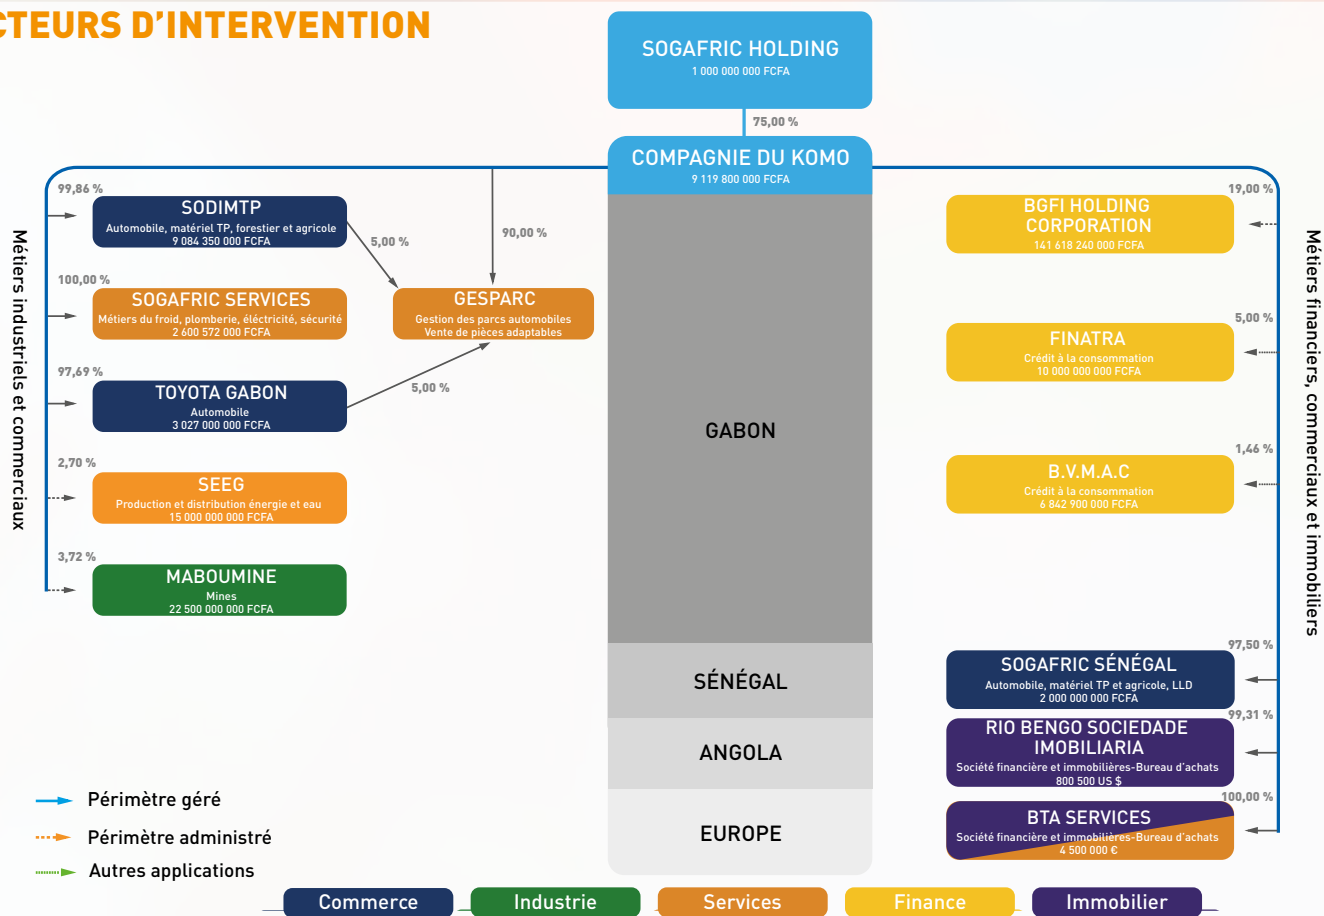 CTEURS D'INTERVENTION
SOGAFRIC HOLDING
1 000 000 000 FCFA
75,00 %
COMPAGNIE DU KOMO
9 119 800 000 FCFA
Métiers industriels et commerciaux
99,86 %
SODIMTP
Automobile, matériel TP, forestier et agricole
9 084 350 000 FCFA
5,00 %
90,00 %
100,00 %
SOGAFRIC SERVICES
Métiers du froid, plomberie, éléctricité, sécurité
2 600 572 000 FCFA
GESPARC
Gestion des parcs automobiles
Vente de pièces adaptables
97,69 %
TOYOTA GABON
Automobile
3 027 000 000 FCFA
5,00 %
2,70 %
SEEG
Production et distribution énergie et eau
15 000 000 000 FCFA
3,72 %
MABOUMINE
Mines
22 500 000 000 FCFA
GABON
SÉNÉGAL
ANGOLA
EUROPE
19,00 %
BGFI HOLDING
CORPORATION
141 618 240 000 FCFA
5,00 %
FINATRA
Crédit à la consommation
10 000 000 000 FCFA
1,46 %
B.V.M.A.C
Crédit à la consommation
6 842 900 000 FCFA
97,50 %
SOGAFRIC SÉNÉGAL
Automobile, matériel TP et agricole, LLD
2 000 000 000 FCFA
99,31 %
RIO BENGO SOCIEDADE
IMOBILIARIA
Société financière et immobilières-Bureau d'achats
800 500 US $
100,00 %
BTA SERVICES
Société financière et immobilières-Bureau d'achats
4 500 000 €
Métiers financiers, commerciaux et immobiliers
Périmètre géré
Périmètre administré
Autres applications
Commerce
Industrie
Services
Finance
Immobilier